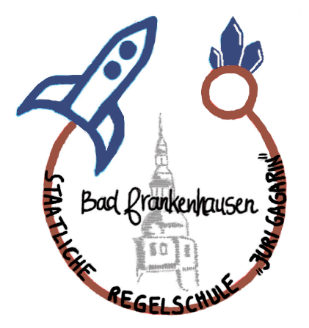 Bad Frankenhausen
STAATLICHE REGELSCHULE „JURI GAGARIN"